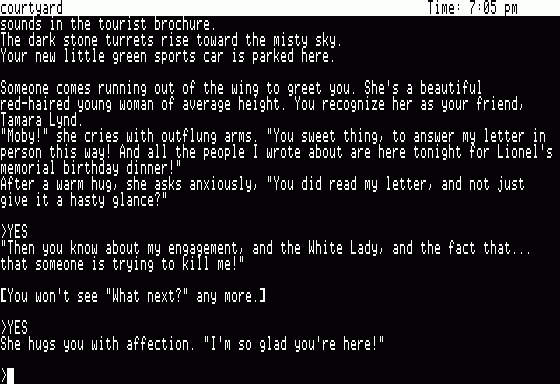 courtyard Time: 7:05 pm
sounds in the tourist brochure.
The dark stone turrets rise toward the misty sky.
Your new little green sports car is parked here.
Someone comes running out of the wing to greet you. She's a beautiful
red-haired young woman of average height. You recognize her as your friend,
Tamara Lynd.
"Moby!" she cries with outflung arms. "You sweet thing, to answer my letter in
person this way! And all the people I wrote about are here tonight for Lionel's
memorial birthday dinner!"
After a warm hug, she asks anxiously, "You did read my letter, and not just
give it a hasty glance?"
>YES
"Then you know about my engagement, and the White Lady, and the fact that...
that someone is trying to kill me!"
[You won't see "What next?" any more.]
>YES
She hugs you with affection. "I'm so glad you're here!"
>